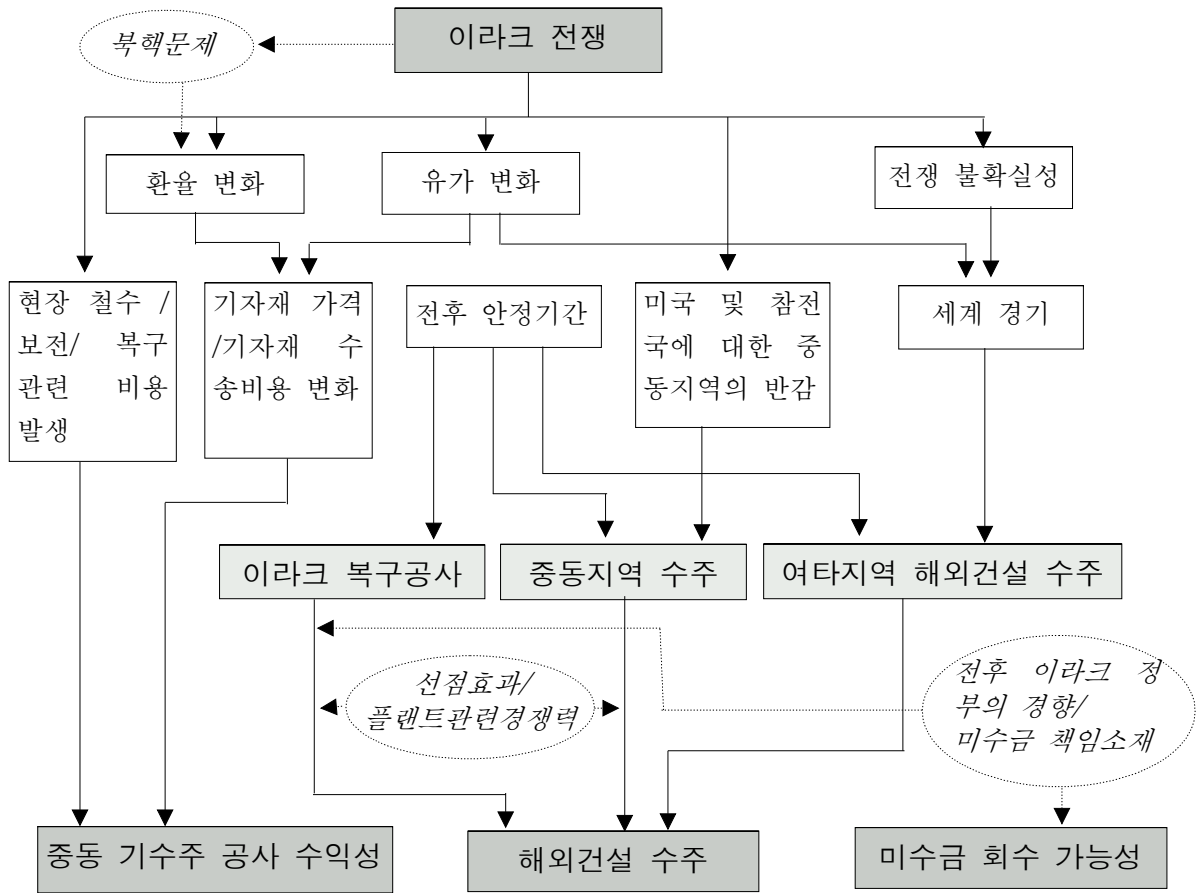 이라크 전쟁
북핵문제
환율 변화
유가 변화
전쟁 불확실성
현장 철수 /
보전/ 복구
관련 비용
발생
기자재 가격
/기자재 수
송비용 변화
전후 안정기간
미국 및 참전
국에 대한 중
동지역의 반감
세계 경기
이라크 복구공사
중동지역 수주
여타지역 해외건설 수주
선점효과/
플랜트관련경쟁력
전후 이라크 정
부의 경향/
미수금 책임소재
중동 기수주 공사 수익성
해외건설 수주
미수금 회수 가능성